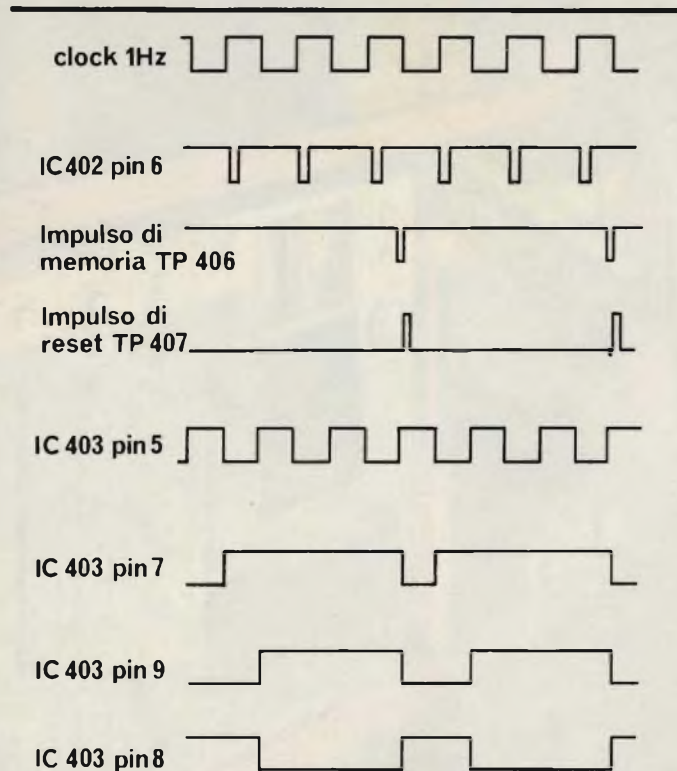 clock 1Hz
IC402 pin 6
Impulso di
memoria TP 406
Impulso di
reset TP 407
IC 403 pin 5
IC 403 pin 7
IC 403 pin 9
IC 403 pin 8